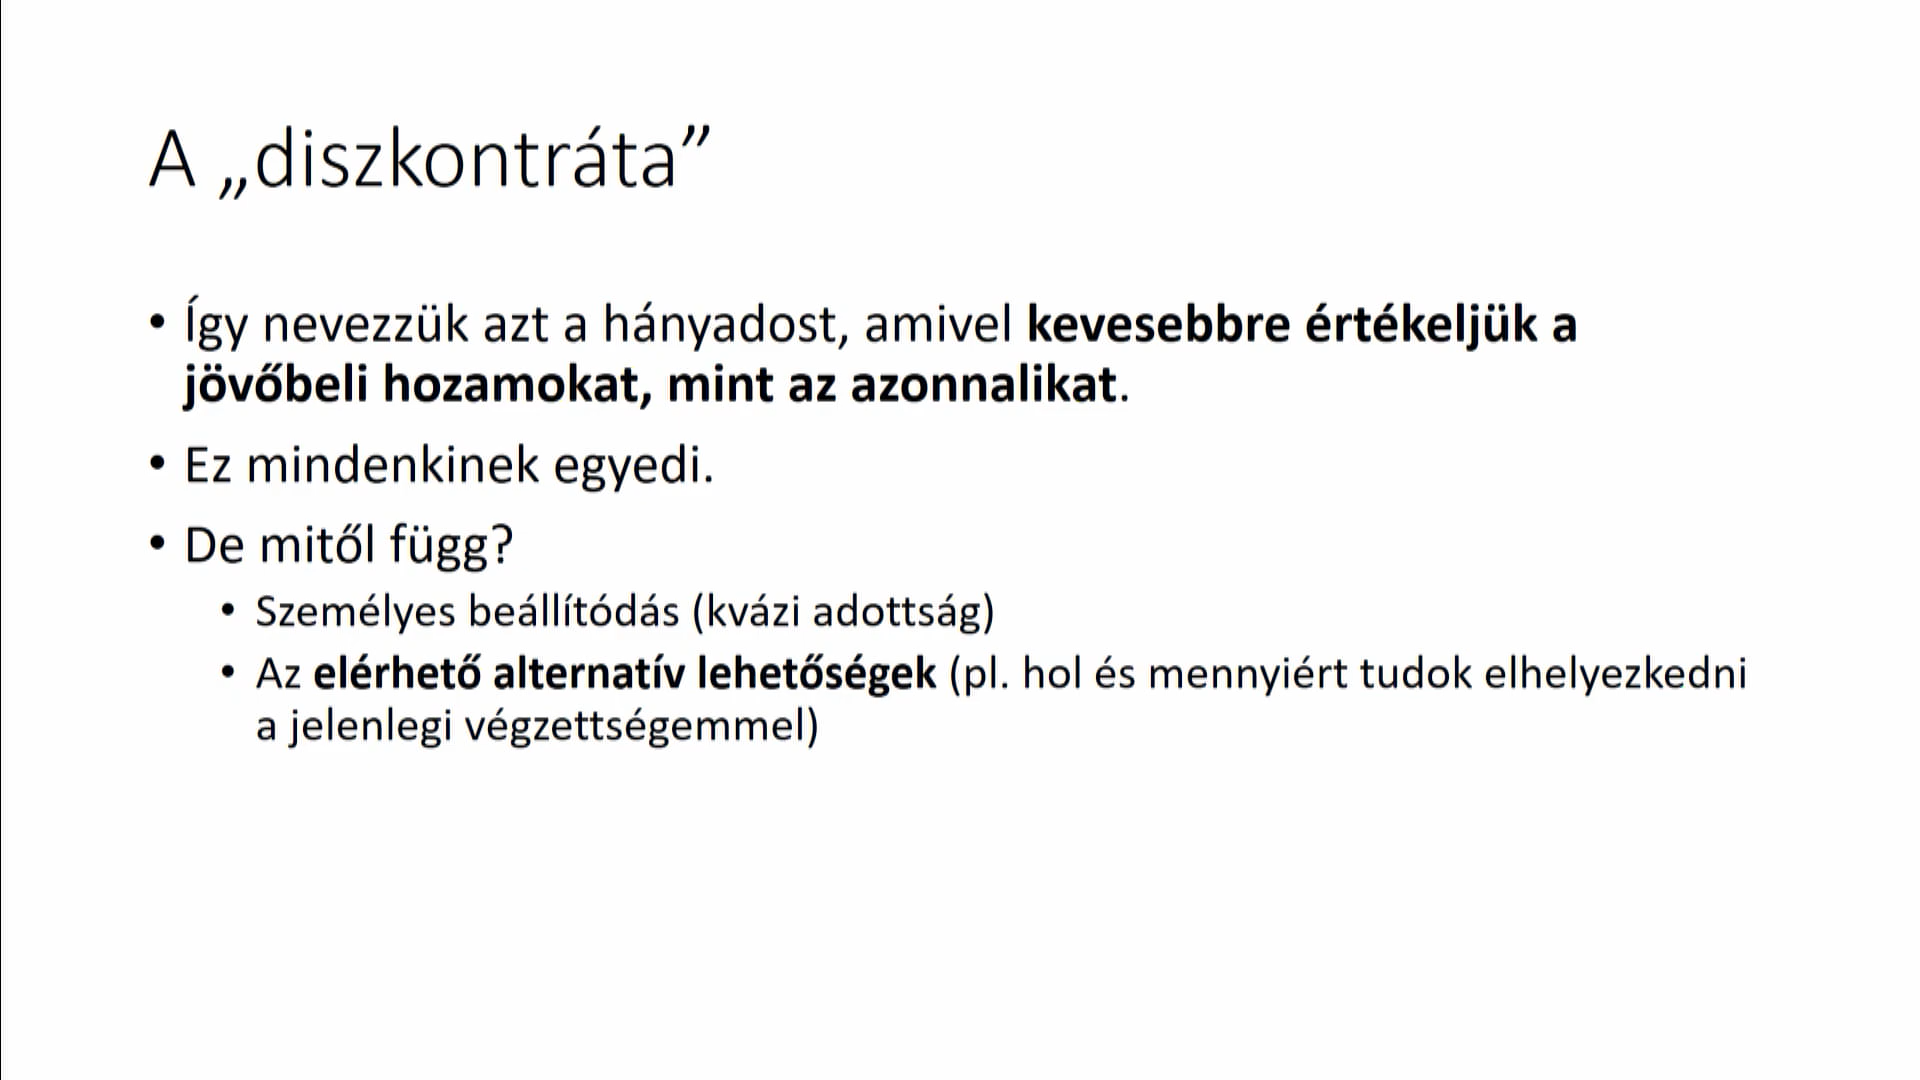 A „diszkontráta”
• Így nevezzük azt a hányadost, amivel kevesebbre értékeljük a
jövőbeli hozamokat, mint az azonnalikat.
• Ez mindenkinek egyedi.
• De mitől függ?
• Személyes beállítódás (kvázi adottság)
• Az elérhető alternatív lehetőségek (pl. hol és mennyiért tudok elhelyezkedni
a jelenlegi végzettségemmel)